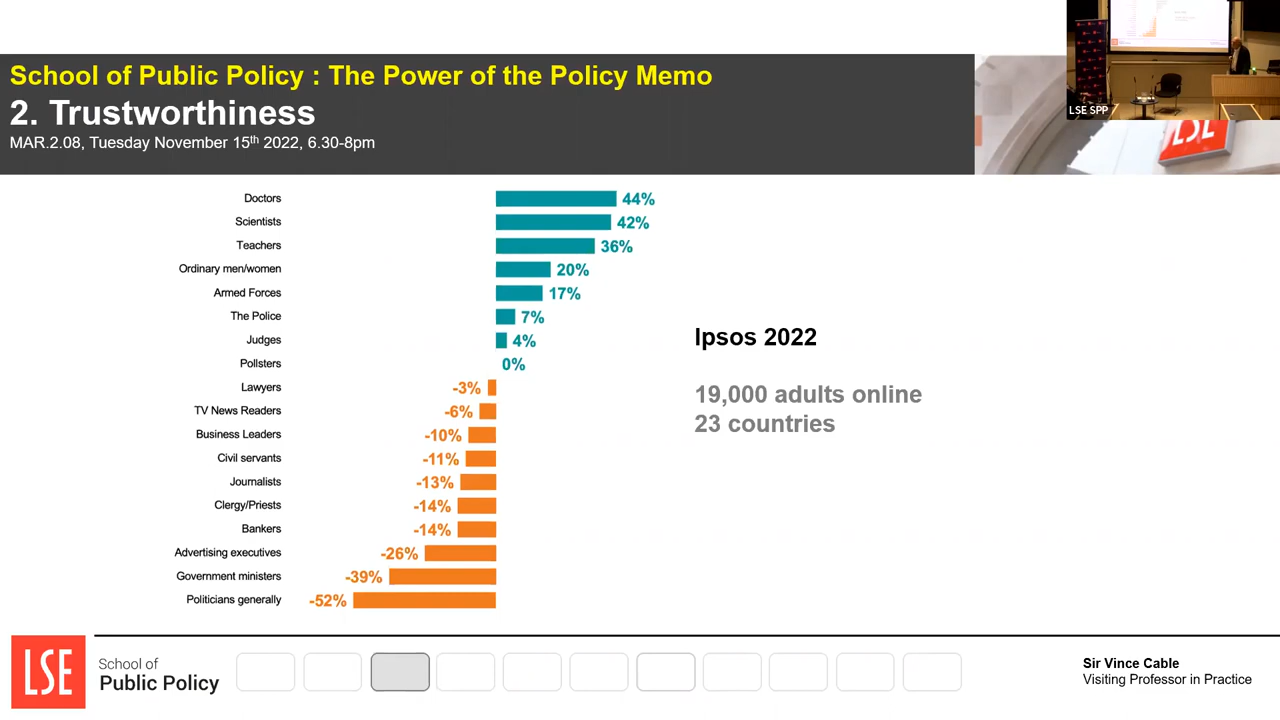 School of Public Policy : The Power of the Policy Memo
2. Trustworthiness
MAR.2.08, Tuesday November 15th 2022, 6.30-8pm
LSE SPP
LSE
Doctors 44%
Scientists 42%
Teachers 36%
Ordinary men/women 20%
Armed Forces 17%
The Police 7%
Judges 4%
Pollsters 0%
Lawyers -3%
TV News Readers -6%
Business Leaders -10%
Civil servants -11%
Journalists -13%
Clergy/Priests -14%
Bankers -14%
Advertising executives -26%
Government ministers -39%
Politicians generally -52%
Ipsos 2022
19,000 adults online
23 countries
LSE
School of
Public Policy
Sir Vince Cable
Visiting Professor in Practice